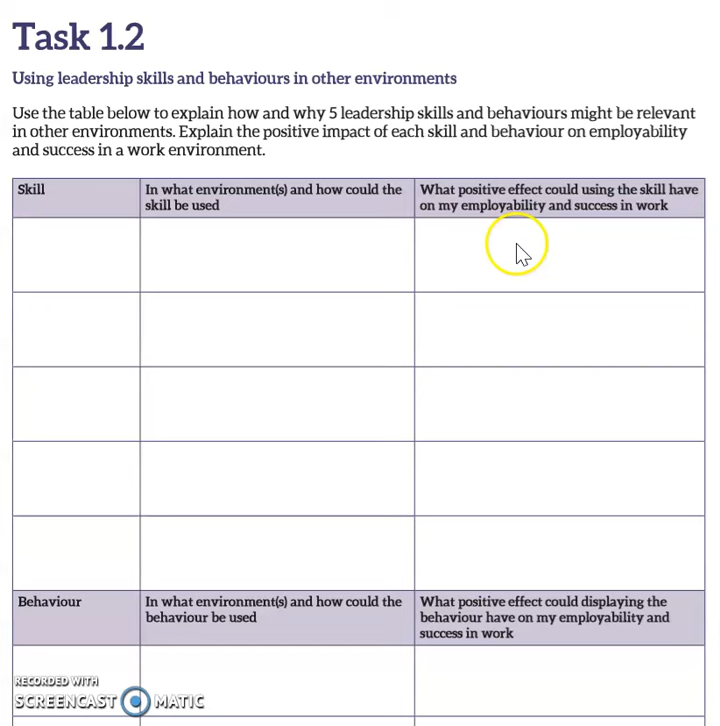 Task 1.2
Using leadership skills and behaviours in other environments
Use the table below to explain how and why 5 leadership skills and behaviours might be relevant
in other environments. Explain the positive impact of each skill and behaviour on employability
and success in a work environment.
Skill
In what environment(s) and how could the
skill be used
What positive effect could using the skill have
on my employability and success in work
Behaviour
In what environment(s) and how could the
behaviour be used
What positive effect could displaying the
behaviour have on my employability and
success in work
RECORDED WITH
SCREENCAST MATIC